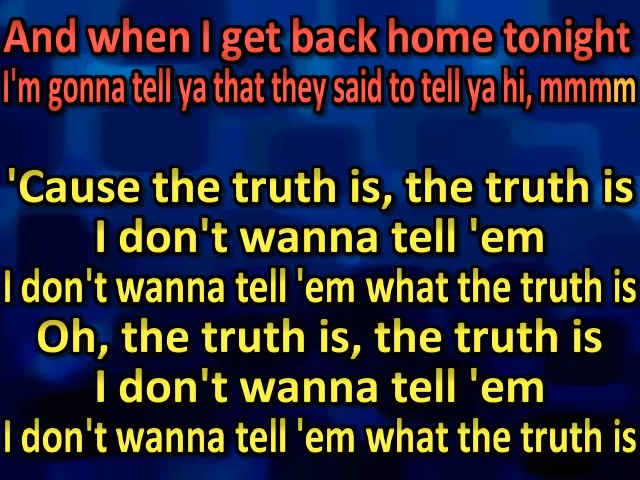 And when I get back home tonight
I'm gonna tell ya that they said to tell ya hi, mmmm
'Cause the truth is, the truth is
I don't wanna tell 'em
I don't wanna tell 'em what the truth is
Oh, the truth is, the truth is
I don't wanna tell 'em
I don't wanna tell 'em what the truth is